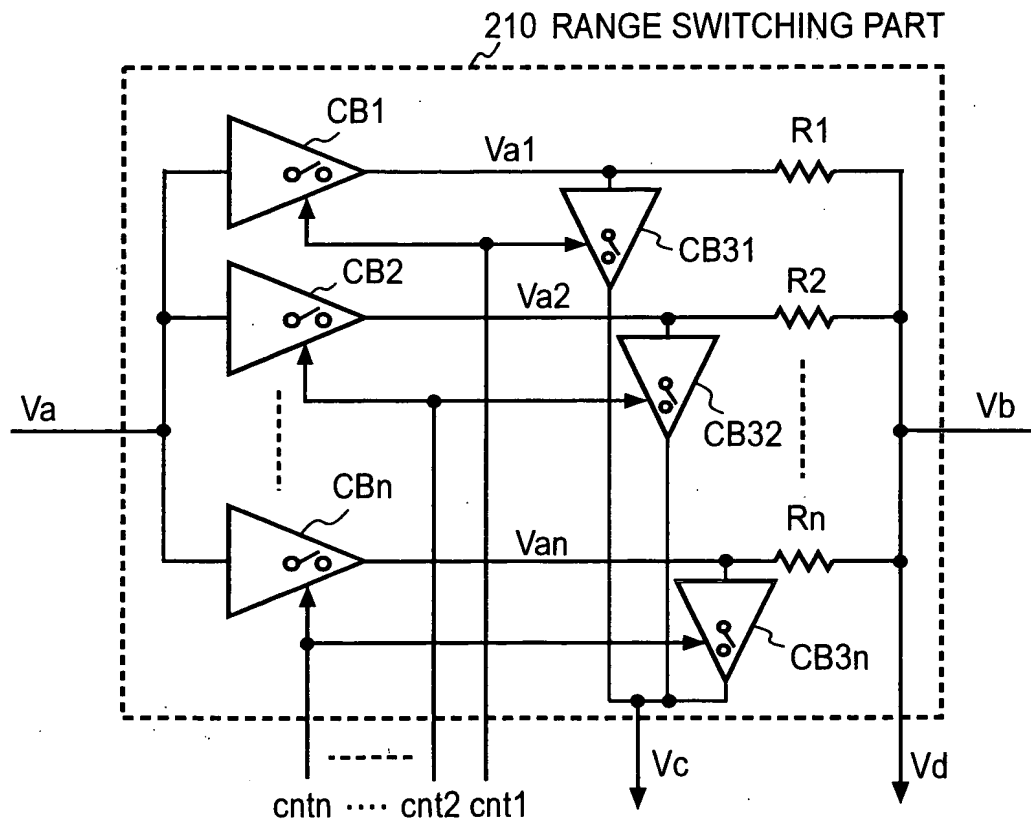 210 RANGE SWITCHING PART
CB1
Va1
R1
CB31
CB2
Va2
R2
CB32
Va
Vb
CBn
Van
Rn
CB3n
Vc
Vd
cntn ···· cnt2 cnt1